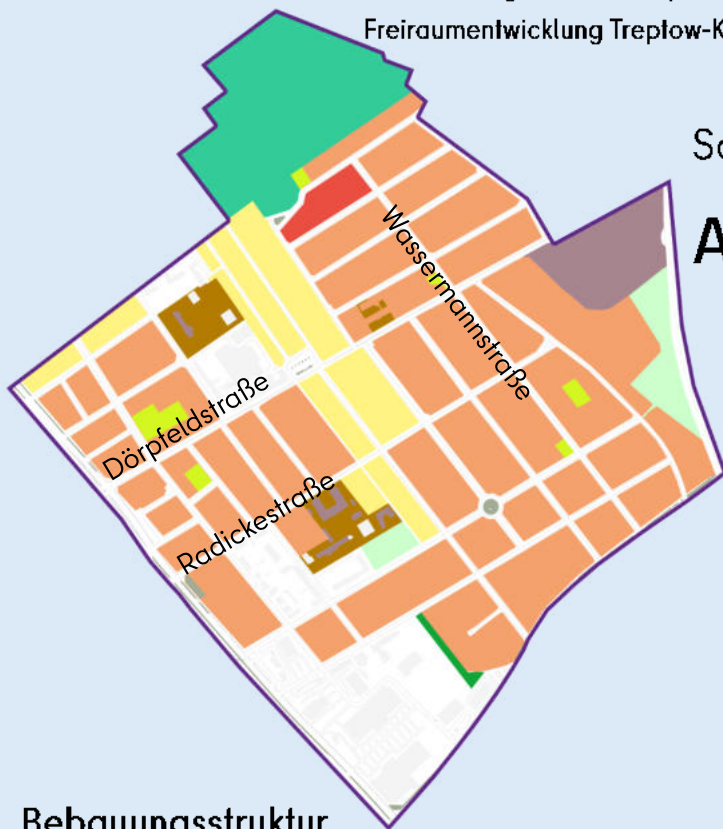 Freiraumentwicklung Treptow-K
Wassermannstraße
Dörpfeldstraße
Radickestraße
Bebauungsstruktur